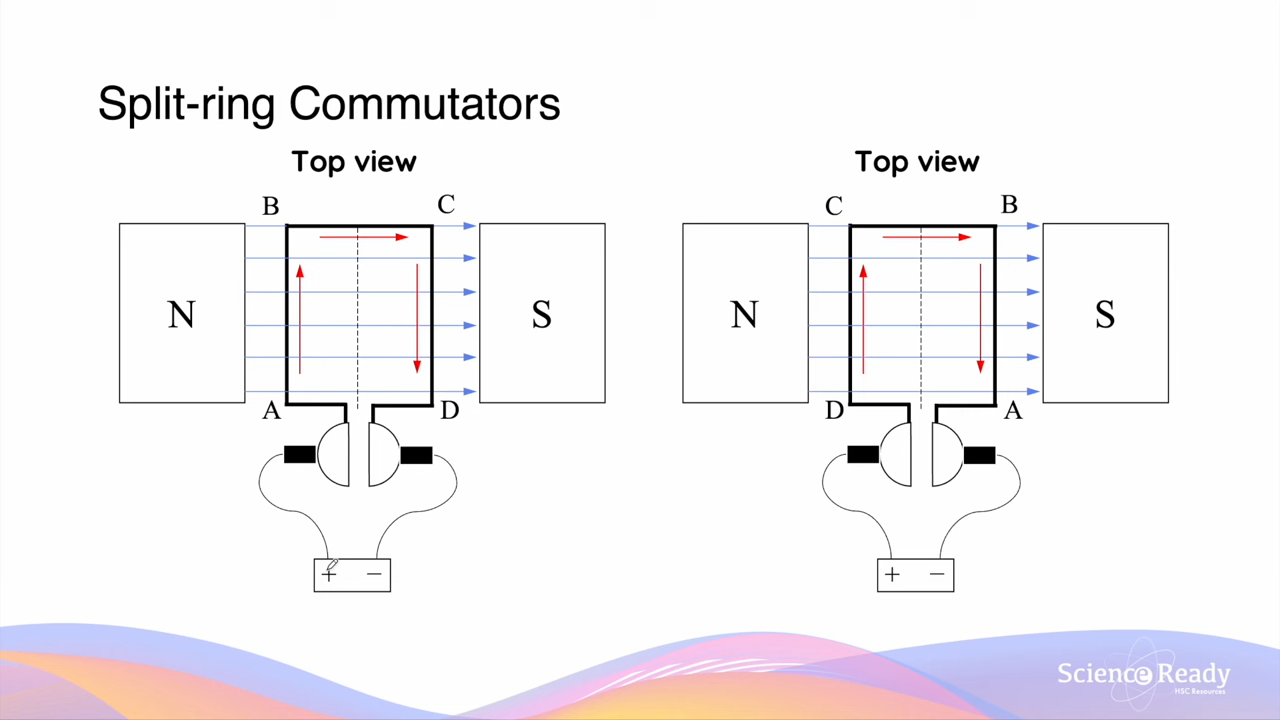 Split-ring Commutators
Top view
B C
N S
A D
+ −
Top view
C B
N S
D A
+ −
Science Ready
HSC Resources